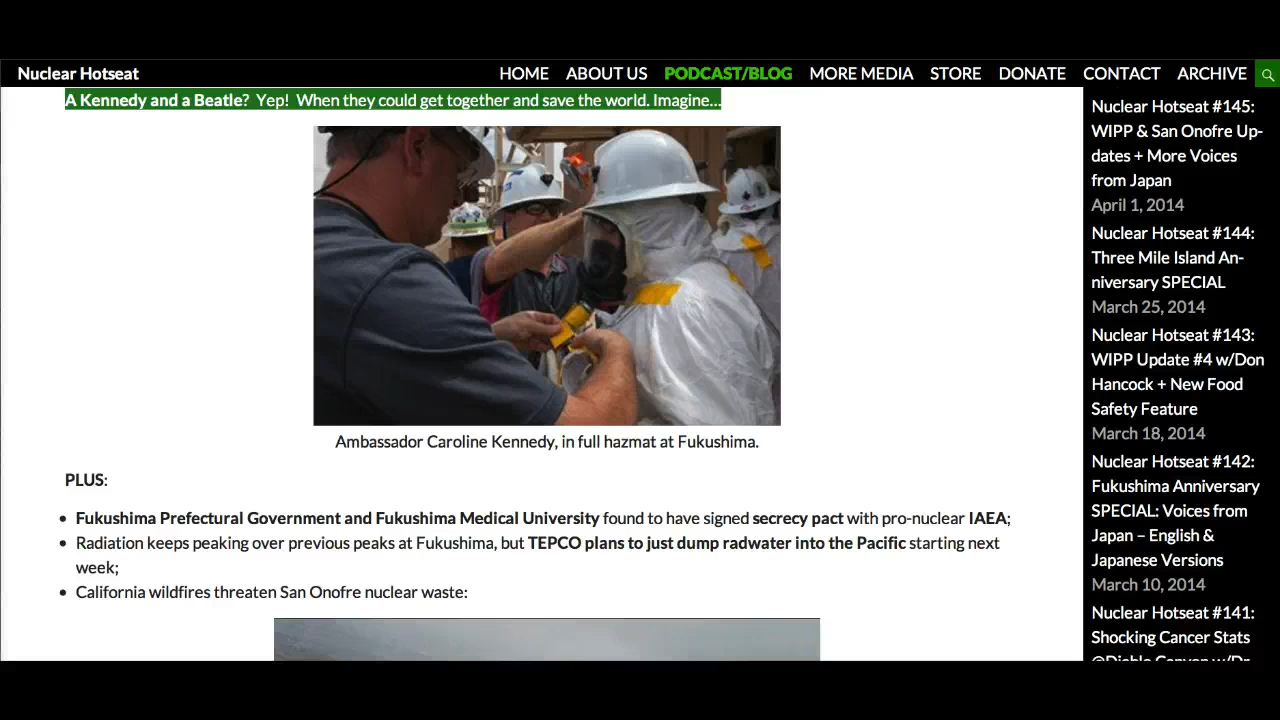 Nuclear Hotseat
HOME ABOUT US PODCAST/BLOG MORE MEDIA STORE DONATE CONTACT ARCHIVE
A Kennedy and a Beatle? Yep! When they could get together and save the world. Imagine...
Ambassador Caroline Kennedy, in full hazmat at Fukushima.
PLUS:
• Fukushima Prefectural Government and Fukushima Medical University found to have signed secrecy pact with pro-nuclear IAEA;
• Radiation keeps peaking over previous peaks at Fukushima, but TEPCO plans to just dump radwater into the Pacific starting next
week;
• California wildfires threaten San Onofre nuclear waste:
Nuclear Hotseat #145:
WIPP & San Onofre Up-
dates + More Voices
from Japan
April 1, 2014
Nuclear Hotseat #144:
Three Mile Island An-
niversary SPECIAL
March 25, 2014
Nuclear Hotseat #143:
WIPP Update #4 w/Don
Hancock + New Food
Safety Feature
March 18, 2014
Nuclear Hotseat #142:
Fukushima Anniversary
SPECIAL: Voices from
Japan – English &
Japanese Versions
March 10, 2014
Nuclear Hotseat #141:
Shocking Cancer Stats
@Diablo Canyon w/Dr.